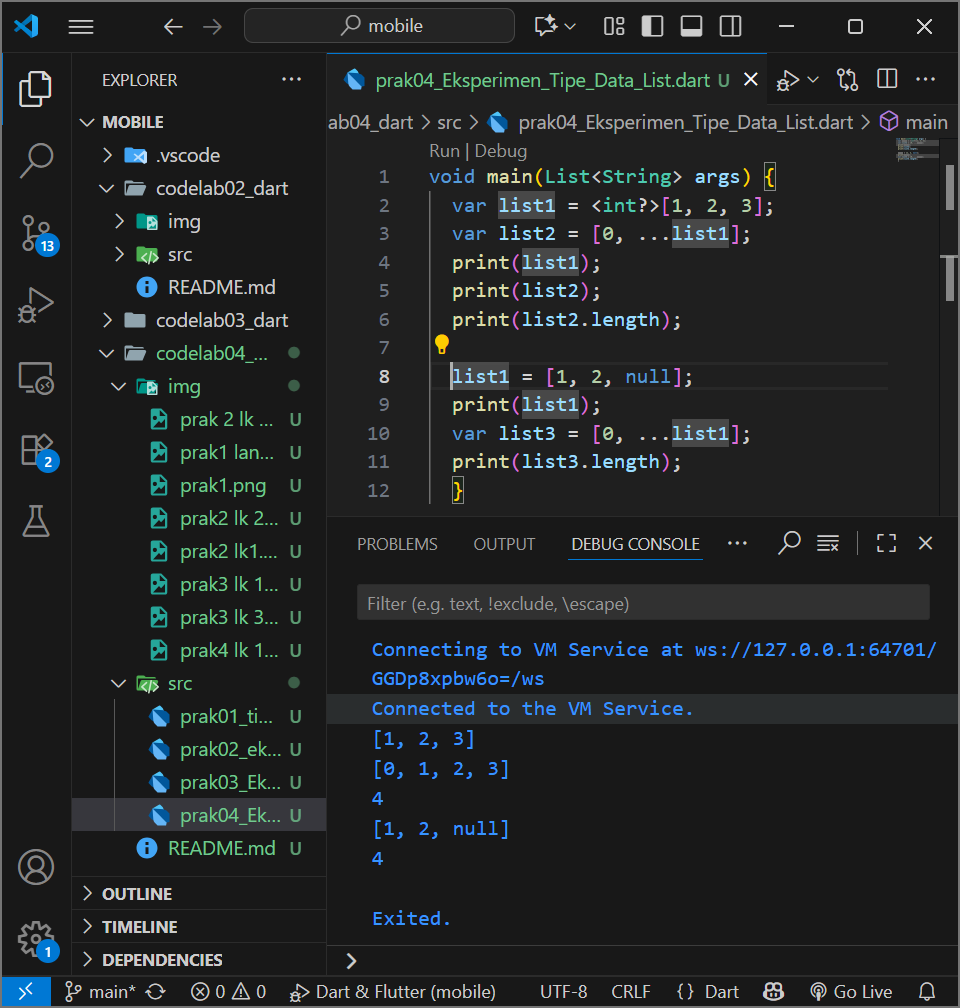 mobile
EXPLORER
MOBILE
.vscode
codelab02_dart
img
src
README.md
codelab03_dart
codelab04_...
img
prak 2 lk ... U
prak1 lan... U
prak1.png U
prak2 lk 2... U
prak2 lk1.... U
prak3 lk 1... U
prak3 lk 3... U
prak4 lk 1... U
src
prak01_ti... U
prak02_ek... U
prak03_Ek... U
prak04_Ek... U
README.md U
OUTLINE
TIMELINE
DEPENDENCIES
13
2
1
prak04_Eksperimen_Tipe_Data_List.dart U
ab04_dart > src > prak04_Eksperimen_Tipe_Data_List.dart > main
Run | Debug
1 void main(List<String> args) {
2 var list1 = <int?>[1, 2, 3];
3 var list2 = [0, ...list1];
4 print(list1);
5 print(list2);
6 print(list2.length);
7
8 list1 = [1, 2, null];
9 print(list1);
10 var list3 = [0, ...list1];
11 print(list3.length);
12 }
PROBLEMS OUTPUT DEBUG CONSOLE
Filter (e.g. text, !exclude, \escape)
Connecting to VM Service at ws://127.0.0.1:64701/
GGDp8xpbw6o=/ws
Connected to the VM Service.
[1, 2, 3]
[0, 1, 2, 3]
4
[1, 2, null]
4
Exited.
main* 0 0 Dart & Flutter (mobile) UTF-8 CRLF {} Dart Go Live